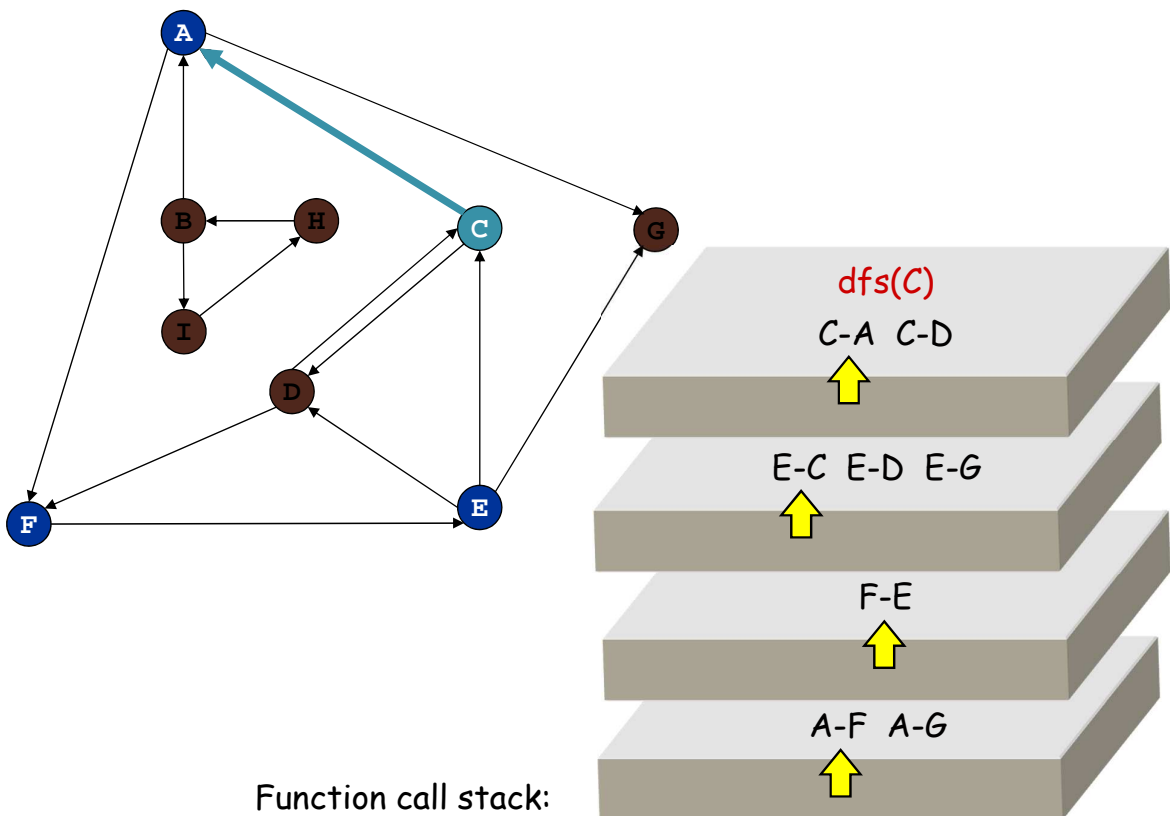 A
B H
C
G
I
D
F
E
dfs(C)
C-A C-D
E-C E-D E-G
F-E
A-F A-G
Function call stack: